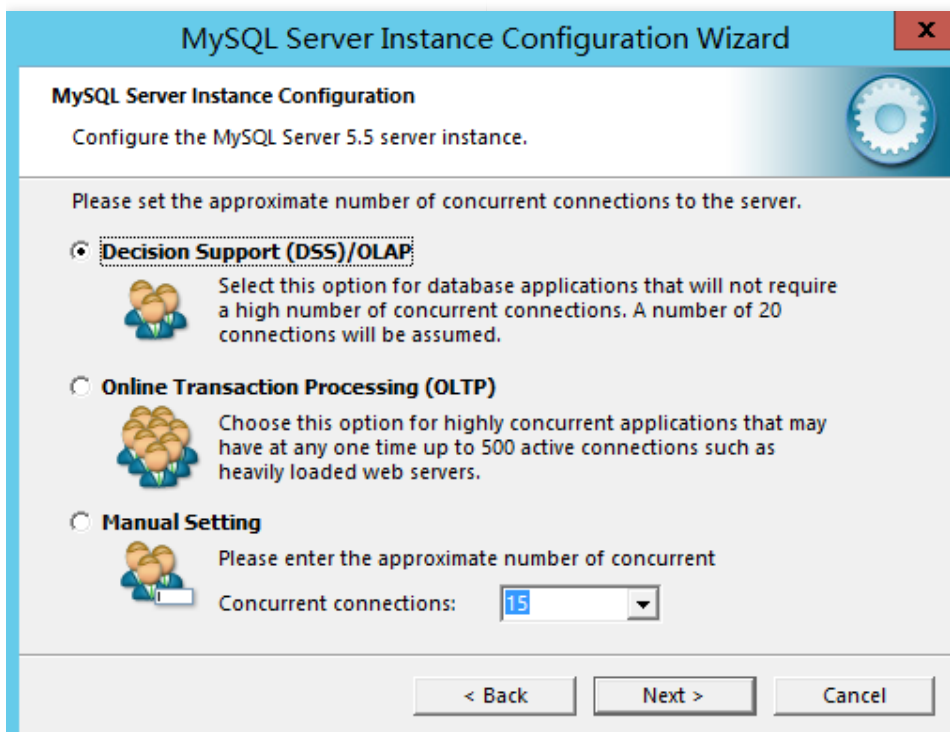 MySQL Server Instance Configuration Wizard
x
MySQL Server Instance Configuration
Configure the MySQL Server 5.5 server instance.
Please set the approximate number of concurrent connections to the server.
Decision Support (DSS)/OLAP
Select this option for database applications that will not require
a high number of concurrent connections. A number of 20
connections will be assumed.
Online Transaction Processing (OLTP)
Choose this option for highly concurrent applications that may
have at any one time up to 500 active connections such as
heavily loaded web servers.
Manual Setting
Please enter the approximate number of concurrent
Concurrent connections: 15
< Back Next > Cancel